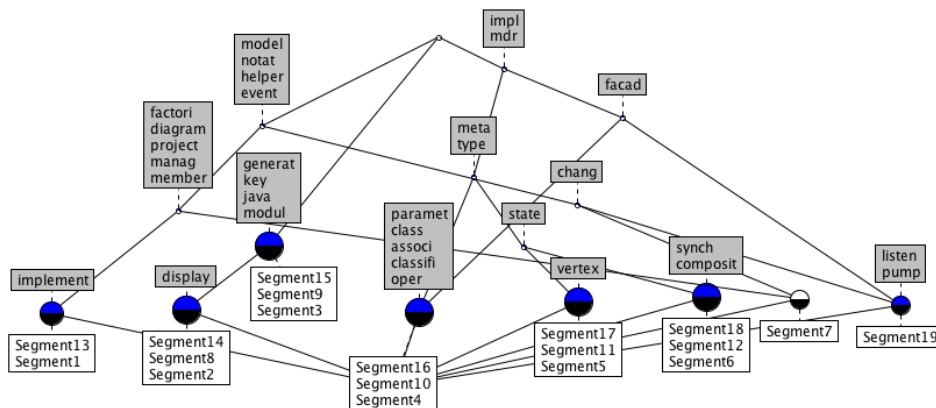 impl
mdr
model
notat
helper
event
facad
factori
diagram
project
manag
member
meta
type
generat
key
java
modul
chang
paramet
class
associ
classifi
oper
state
synch
composit
implement
display
vertex
listen
pump
Segment15
Segment9
Segment3
Segment13
Segment1
Segment14
Segment8
Segment2
Segment16
Segment10
Segment4
Segment17
Segment11
Segment5
Segment18
Segment12
Segment6
Segment7
Segment19